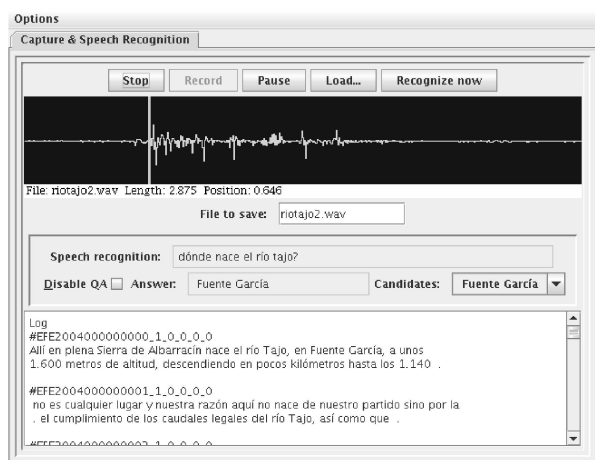 Options
Capture & Speech Recognition
Stop Record Pause Load... Recognize now
File: riotajo2.wav Length: 2.875 Position: 0.646
File to save: riotajo2.wav
Speech recognition: dónde nace el río tajo?
Disable QA Answer: Fuente García Candidates: Fuente García
Log
#EFE2004000000000_1_0_0_0_0
Allí en plena Sierra de Albarracín nace el río Tajo, en Fuente García, a unos
1.600 metros de altitud, descendiendo en pocos kilómetros hasta los 1.140 .
#EFE2004000000001_1_0_0_0_0
no es cualquier lugar y nuestra razón aquí no nace de nuestro partido sino por la
. el cumplimiento de los caudales legales del río Tajo, así como que .
#EFE2004000000002_1_0_0_0_0